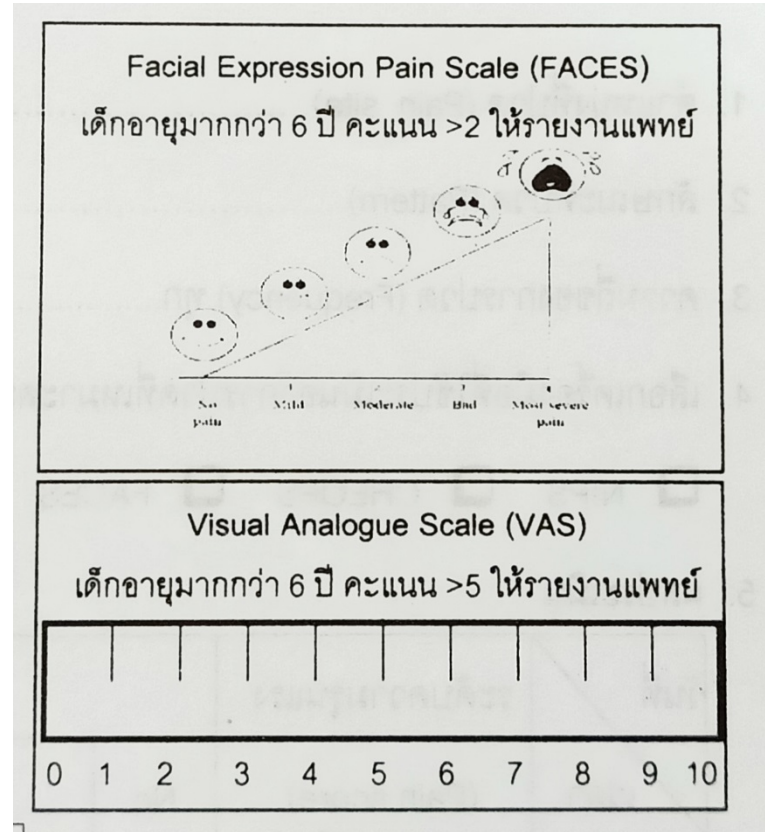 Facial Expression Pain Scale (FACES)
เด็กอายุมากกว่า 6 ปี คะแนน >2 ให้รายงานแพทย์
No Mild Moderate Bad Most severe
pain pain
Visual Analogue Scale (VAS)
เด็กอายุมากกว่า 6 ปี คะแนน >5 ให้รายงานแพทย์
0 1 2 3 4 5 6 7 8 9 10